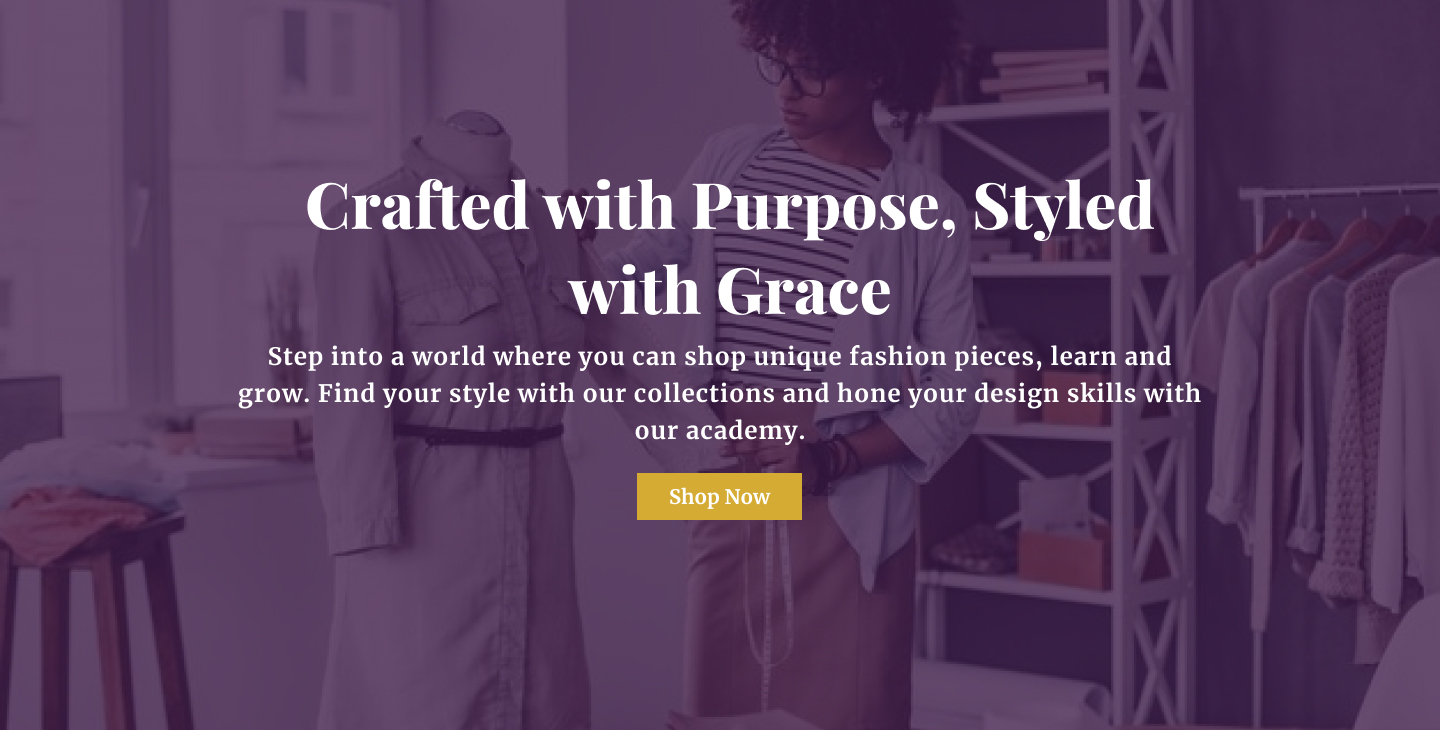 Crafted with Purpose, Styled
with Grace
Step into a world where you can shop unique fashion pieces, learn and
grow. Find your style with our collections and hone your design skills with
our academy.
Shop Now